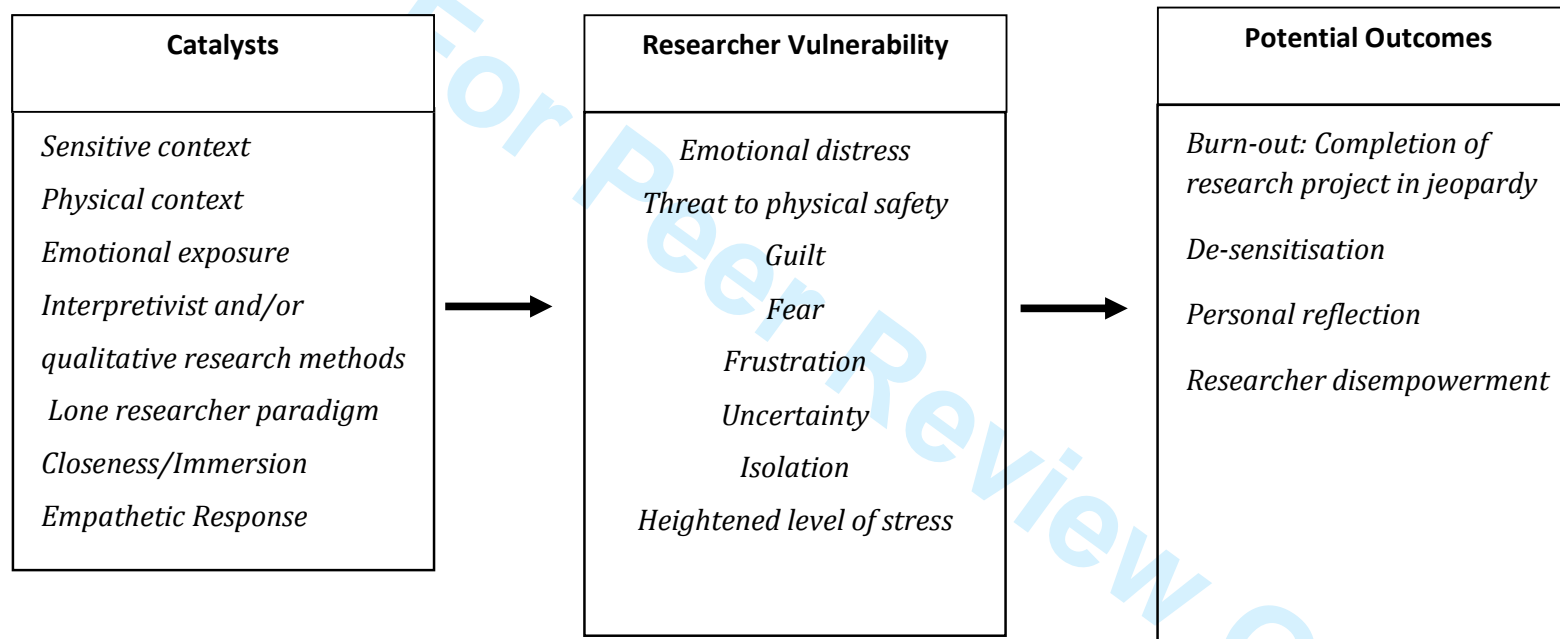 Catalysts
Sensitive context
Physical context
Emotional exposure
Interpretivist and/or
qualitative research methods
Lone researcher paradigm
Closeness/Immersion
Empathetic Response
Researcher Vulnerability
Emotional distress
Threat to physical safety
Guilt
Fear
Frustration
Uncertainty
Isolation
Heightened level of stress
Potential Outcomes
Burn-out: Completion of
research project in jeopardy
De-sensitisation
Personal reflection
Researcher disempowerment
For Peer Review